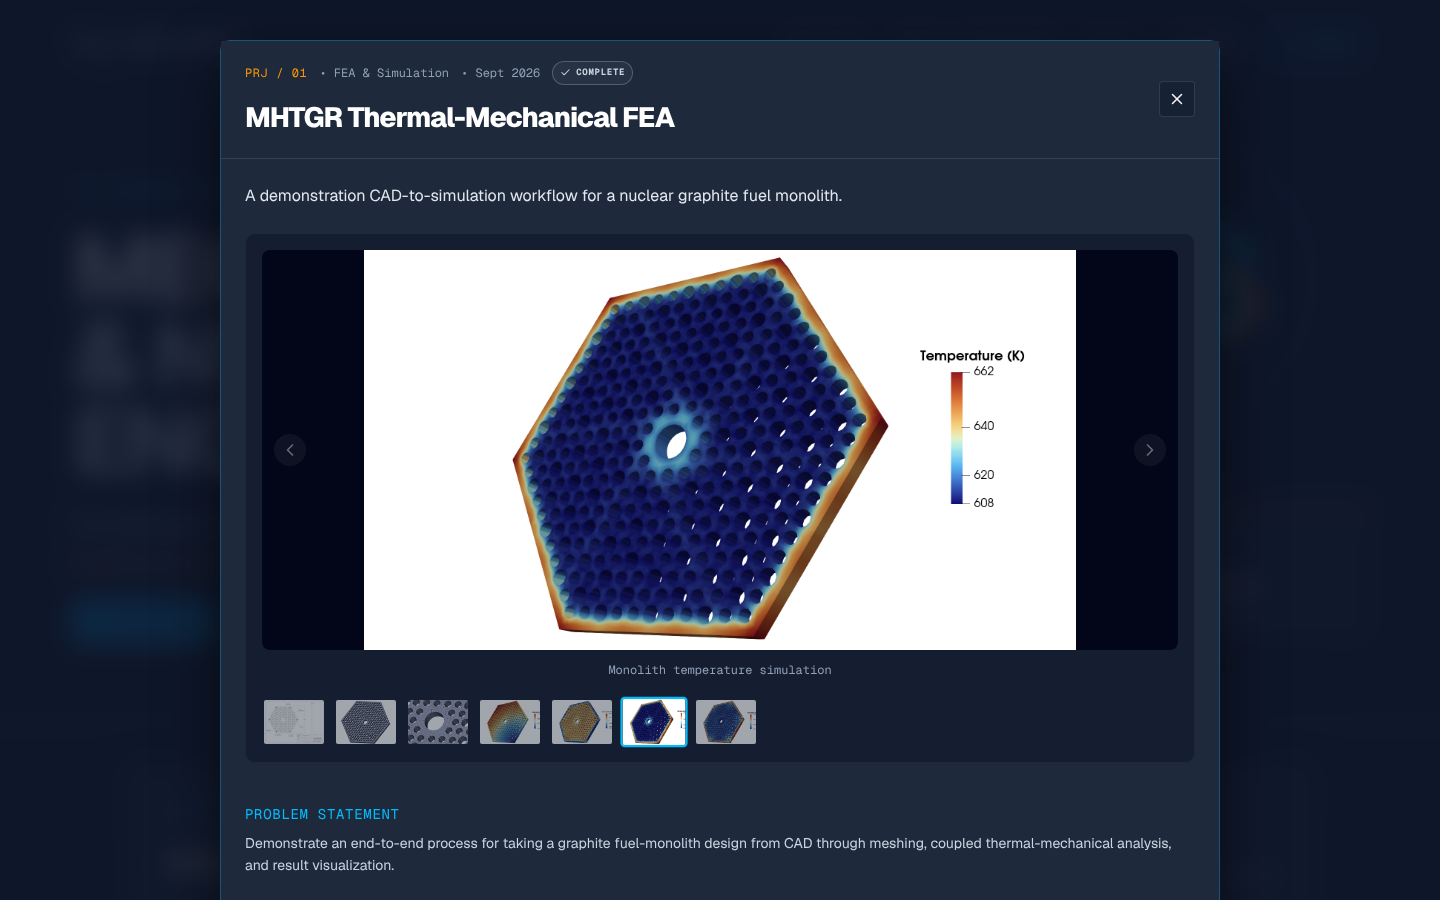 PRJ / 01 • FEA & Simulation • Sept 2026 COMPLETE
MHTGR Thermal-Mechanical FEA
A demonstration CAD-to-simulation workflow for a nuclear graphite fuel monolith.
Temperature (K)
662
640
620
608
Monolith temperature simulation
PROBLEM STATEMENT
Demonstrate an end-to-end process for taking a graphite fuel-monolith design from CAD through meshing, coupled thermal-mechanical analysis,
and result visualization.